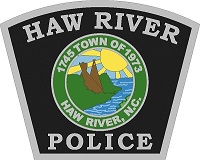 HAW RIVER
1745 TOWN OF 1973
HAW RIVER, N.C.
POLICE